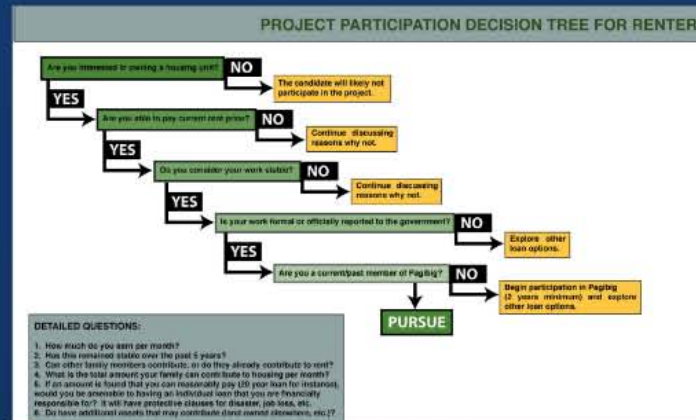 PROJECT PARTICIPATION DECISION TREE FOR RENTER
Are you interested in owning a housing unit?
NO
The candidate will likely not
participate in the project.
YES
Are you able to pay current rent price?
NO
Continue discussing
reasons why not.
YES
Do you consider your work stable?
NO
Continue discussing
reasons why not.
YES
Is your work formal or officially reported to the government?
NO
Explore other
loan options.
YES
Are you a current/past member of Pagibig?
NO
Begin participation in Pagibig
(2 years minimum) and explore
other loan options.
PURSUE
DETAILED QUESTIONS:
1. How much do you earn per month?
2. Has this remained stable over the past 5 years?
3. Can other family members contribute, or do they already contribute to rent?
4. What is the total amount your family can contribute to housing per month?
5. If an amount is found that you can reasonably pay (20 year loan for instance),
would you be amenable to having an individual loan that you are financially
responsible for? It will have protective clauses for disaster, job loss, etc.
6. Do have additional assets that may contribute (land owned elsewhere, etc.)?